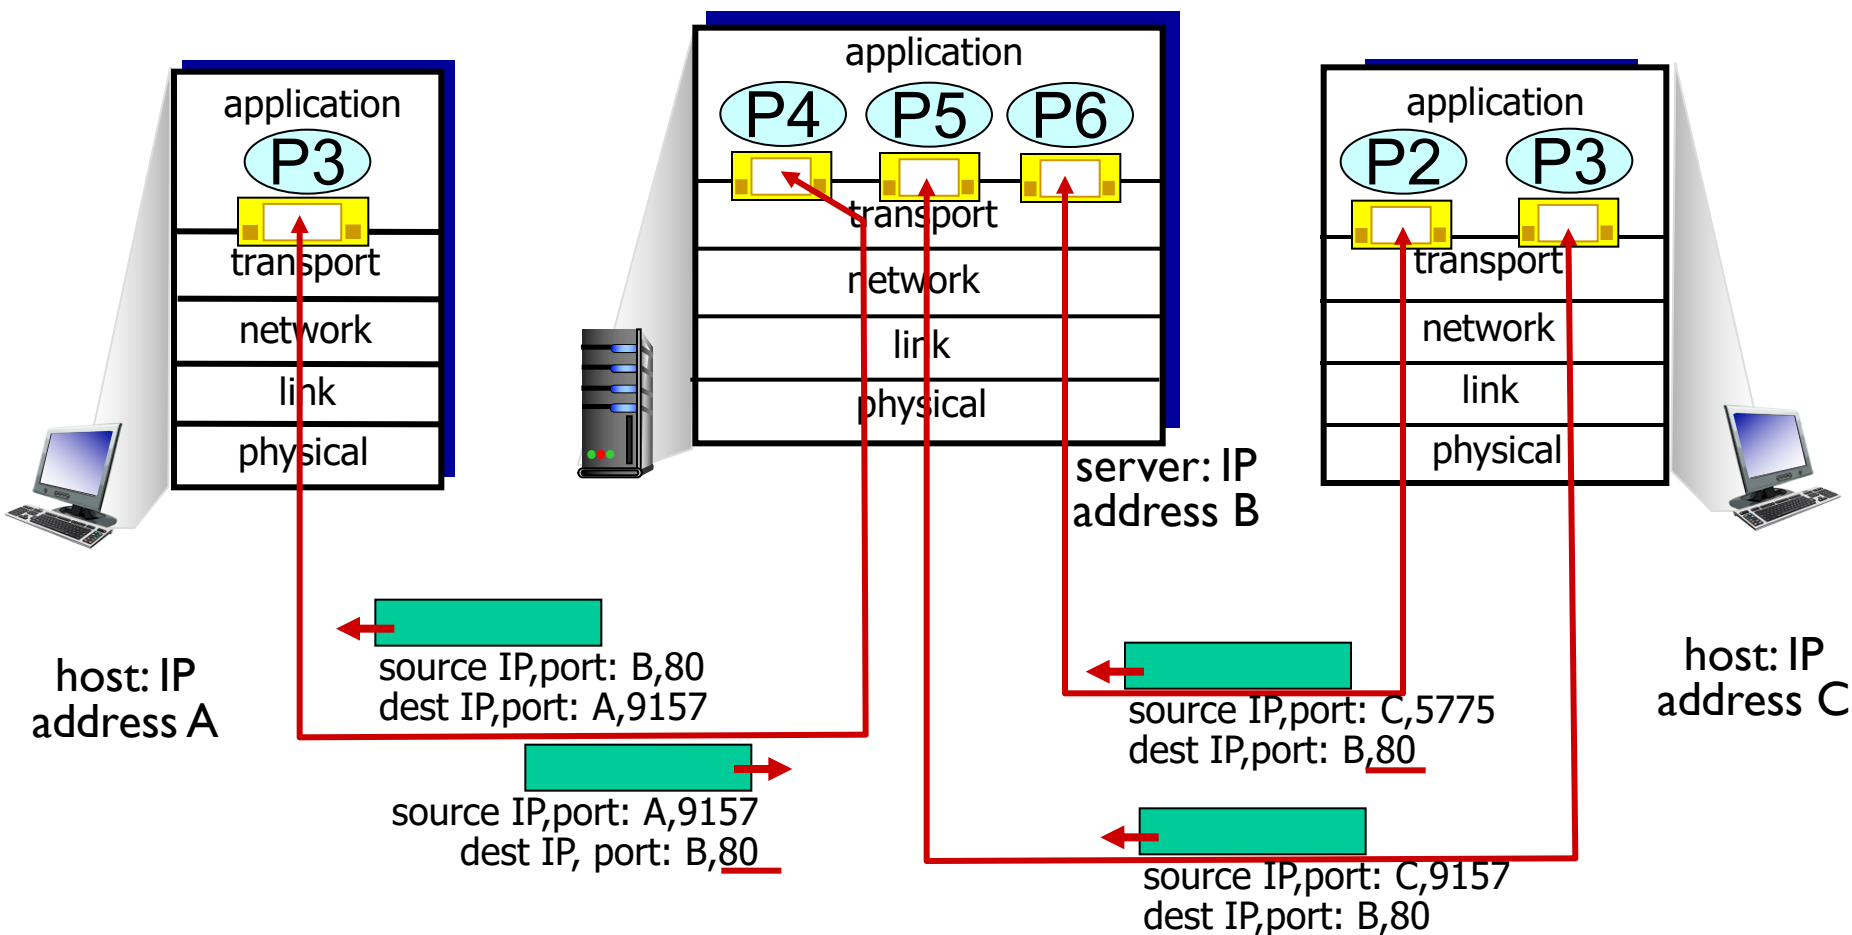 application
P3
transport
network
link
physical
host: IP
address A
application
P4 P5 P6
transport
network
link
physical
server: IP
address B
application
P2 P3
transport
network
link
physical
host: IP
address C
source IP,port: B,80
dest IP,port: A,9157
source IP,port: A,9157
dest IP, port: B,80
source IP,port: C,5775
dest IP,port: B,80
source IP,port: C,9157
dest IP,port: B,80